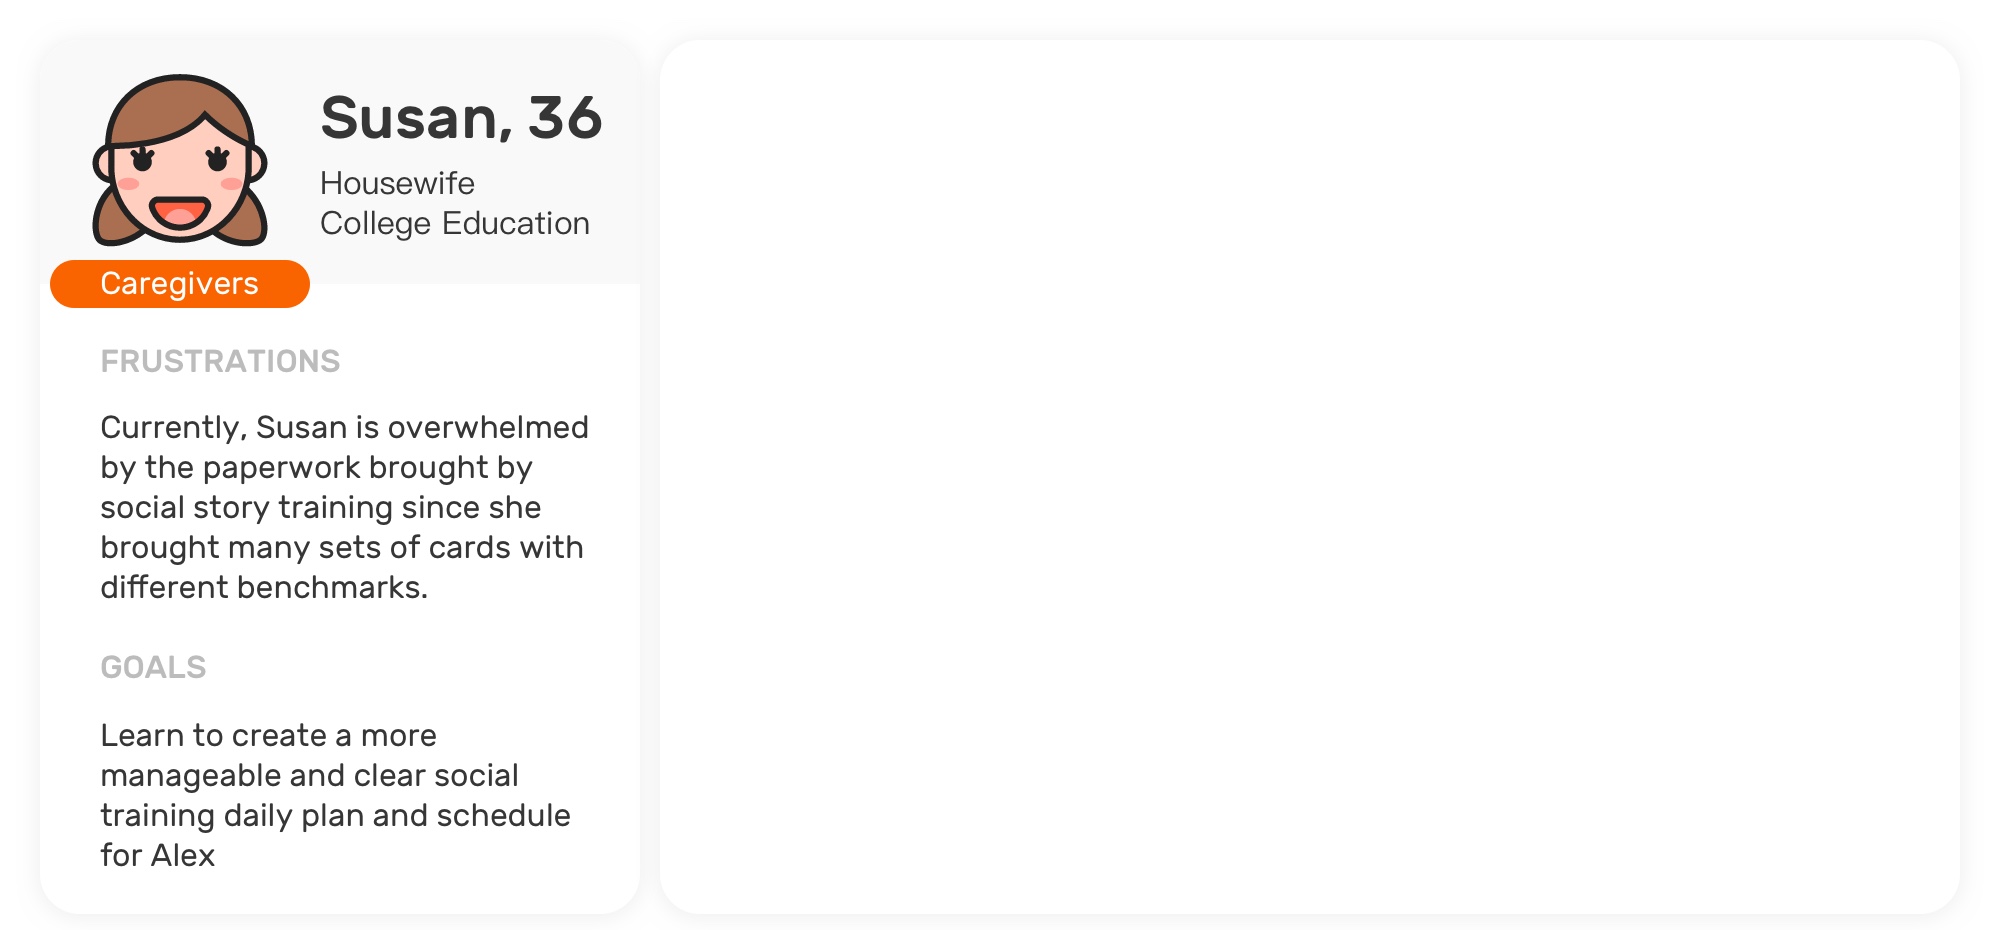 Susan, 36
Housewife
College Education
Caregivers
FRUSTRATIONS
Currently, Susan is overwhelmed
by the paperwork brought by
social story training since she
brought many sets of cards with
different benchmarks.
GOALS
Learn to create a more
manageable and clear social
training daily plan and schedule
for Alex